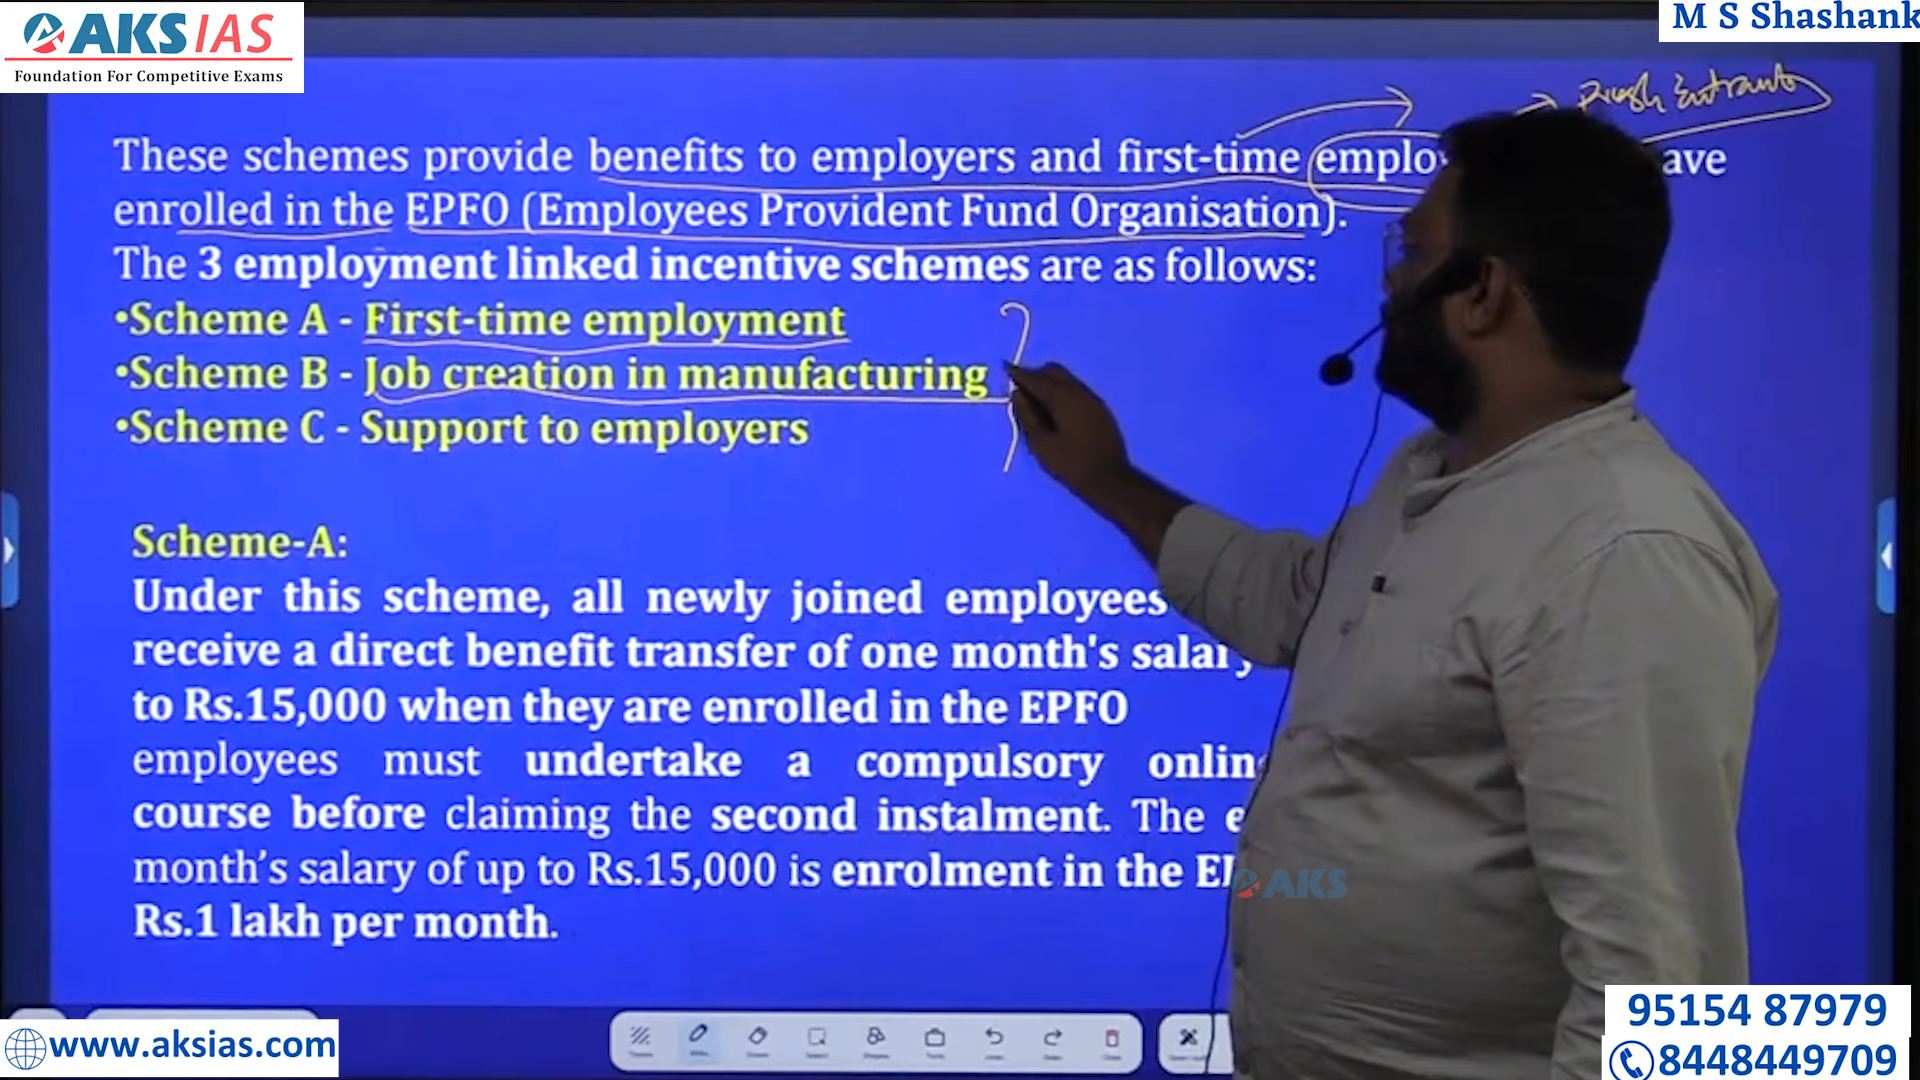 AKS IAS
Foundation For Competitive Exams
M S Shashank
Entrants
These schemes provide benefits to employers and first-time
enrolled in the EPFO (Employees Provident Fund Organisation).
The 3 employment linked incentive schemes are as follows:
•Scheme A - First-time employment
•Scheme B - Job creation in manufacturing
•Scheme C - Support to employers
Scheme-A:
Under this scheme, all newly joined employees
receive a direct benefit transfer of one month's salary
to Rs.15,000 when they are enrolled in the EPFO
employees must undertake a compulsory
course before claiming the second instalment. The
month's salary of up to Rs.15,000 is enrolment in the
Rs.1 lakh per month.
AKS
www.aksias.com
95154 87979
8448449709